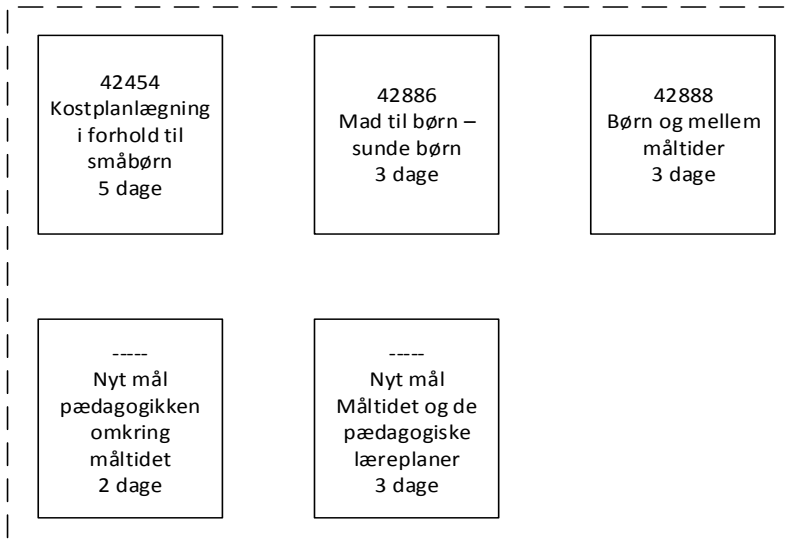 42454
Kostplanlægning
i forhold til
småbørn
5 dage
42886
Mad til børn –
sunde børn
3 dage
42888
Børn og mellem
måltider
3 dage
-----
Nyt mål
pædagogikken
omkring
måltidet
2 dage
-----
Nyt mål
Måltidet og de
pædagogiske
læreplaner
3 dage